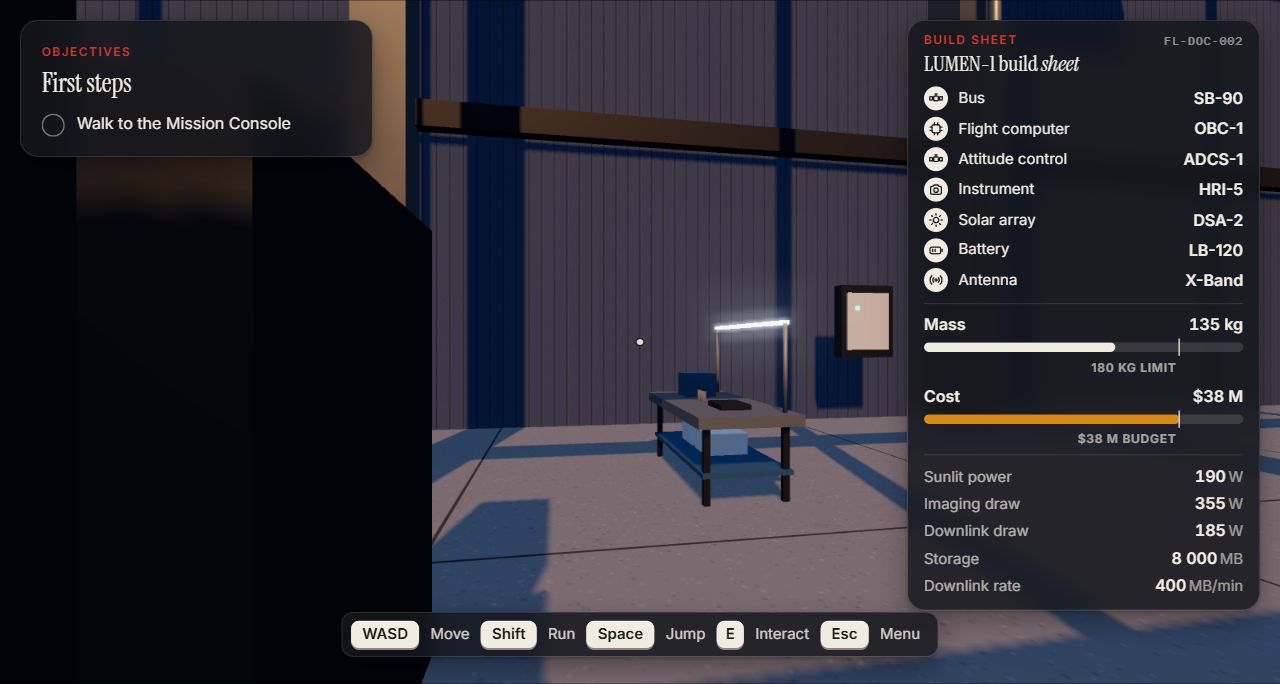 OBJECTIVES
First steps
Walk to the Mission Console
BUILD SHEET FL-DOC-002
LUMEN-1 build sheet
Bus SB-90
Flight computer OBC-1
Attitude control ADCS-1
Instrument HRI-5
Solar array DSA-2
Battery LB-120
Antenna X-Band
Mass 135 kg
180 KG LIMIT
Cost $38 M
$38 M BUDGET
Sunlit power 190 W
Imaging draw 355 W
Downlink draw 185 W
Storage 8 000 MB
Downlink rate 400 MB/min
WASD Move Shift Run Space Jump E Interact Esc Menu